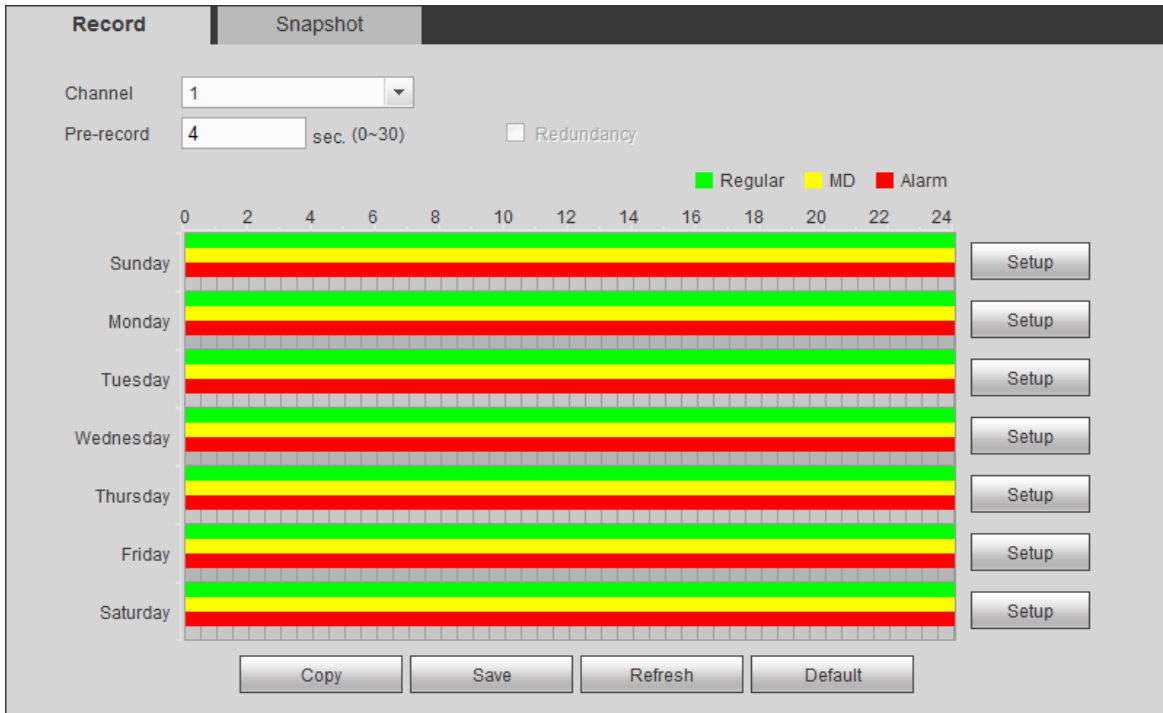 Record Snapshot
Channel 1
Pre-record 4 sec. (0~30) Redundancy
Regular MD Alarm
0 2 4 6 8 10 12 14 16 18 20 22 24
Sunday Setup
Monday Setup
Tuesday Setup
Wednesday Setup
Thursday Setup
Friday Setup
Saturday Setup
Copy Save Refresh Default